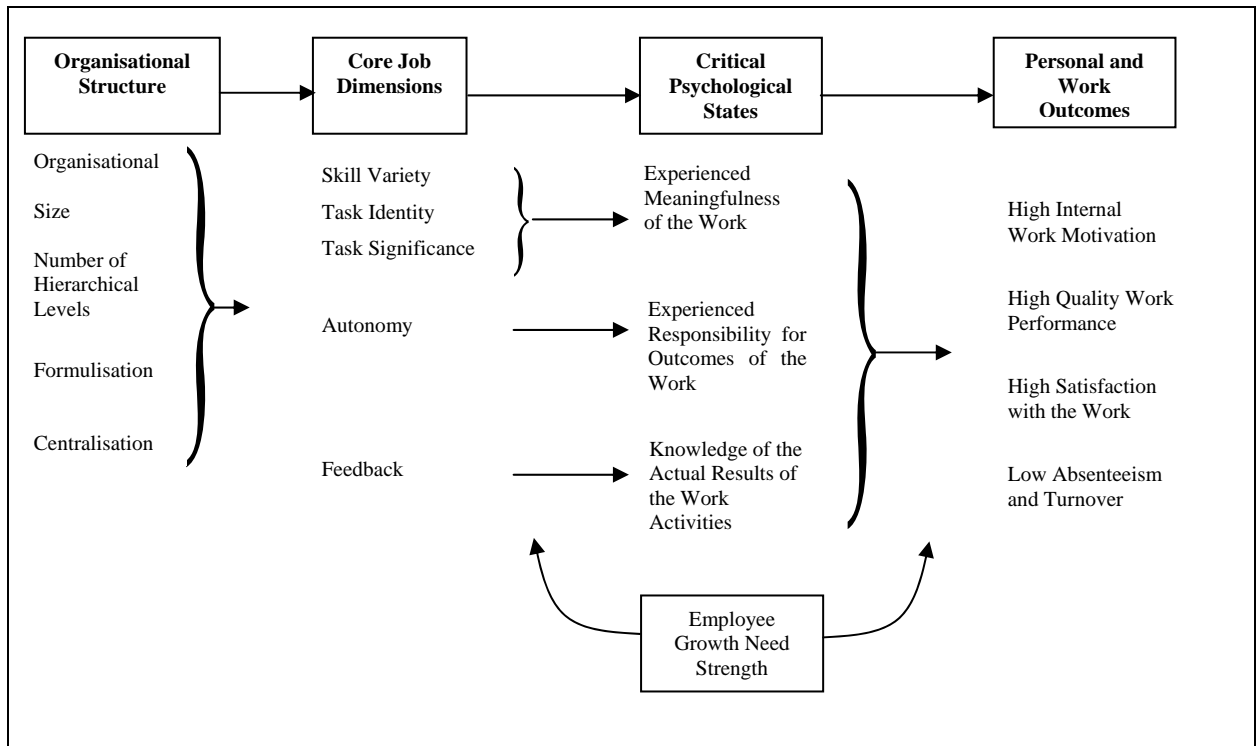 Organisational
Structure
Core Job
Dimensions
Critical
Psychological
States
Personal and
Work
Outcomes
Organisational
Size
Number of
Hierarchical
Levels
Formulisation
Centralisation
Skill Variety
Task Identity
Task Significance
Autonomy
Feedback
Experienced
Meaningfulness
of the Work
Experienced
Responsibility for
Outcomes of the
Work
Knowledge of the
Actual Results of
the Work
Activities
High Internal
Work Motivation
High Quality Work
Performance
High Satisfaction
with the Work
Low Absenteeism
and Turnover
Employee
Growth Need
Strength